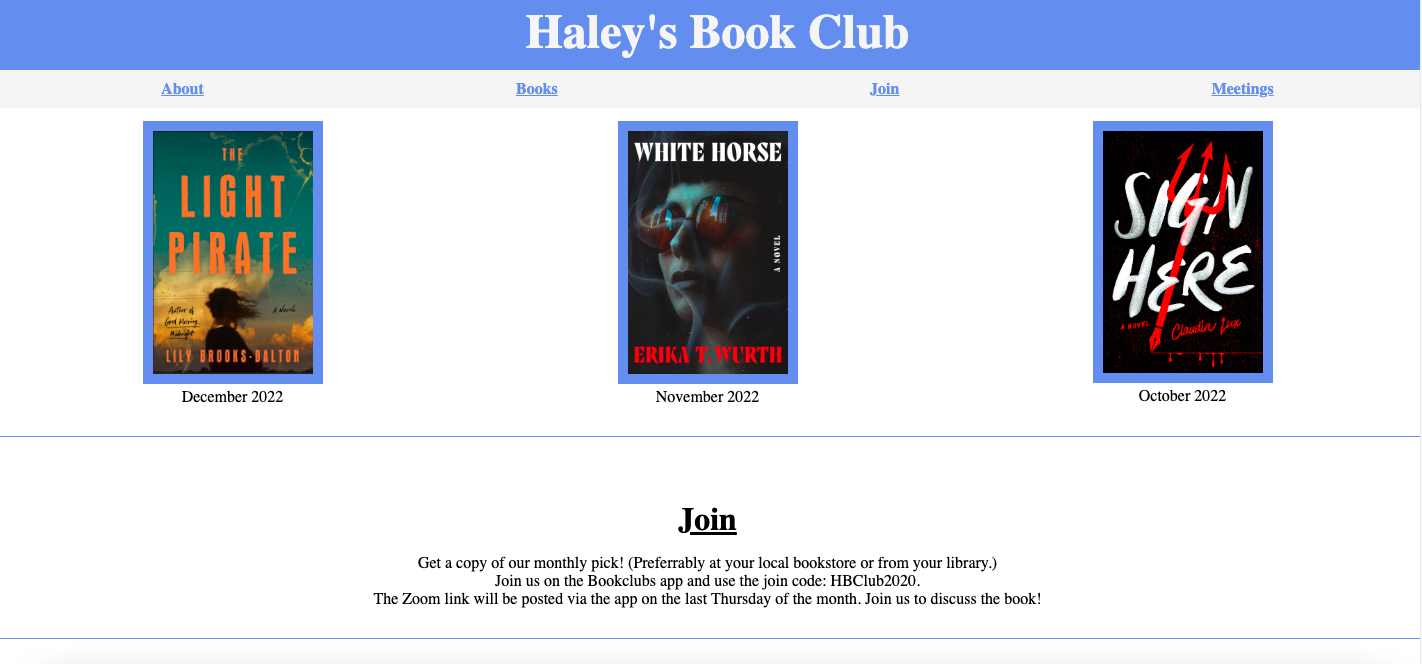 Haley's Book Club
About Books Join Meetings
THE
LIGHT
PIRATE
Author of
Good Morning,
Midnight
A Novel
LILY BROOKS-DALTON
December 2022
WHITE HORSE
A NOVEL
ERIKA T. WURTH
November 2022
SIGN
HERE
A NOVEL
Claudia Lux
October 2022
Join
Get a copy of our monthly pick! (Preferrably at your local bookstore or from your library.)
Join us on the Bookclubs app and use the join code: HBClub2020.
The Zoom link will be posted via the app on the last Thursday of the month. Join us to discuss the book!